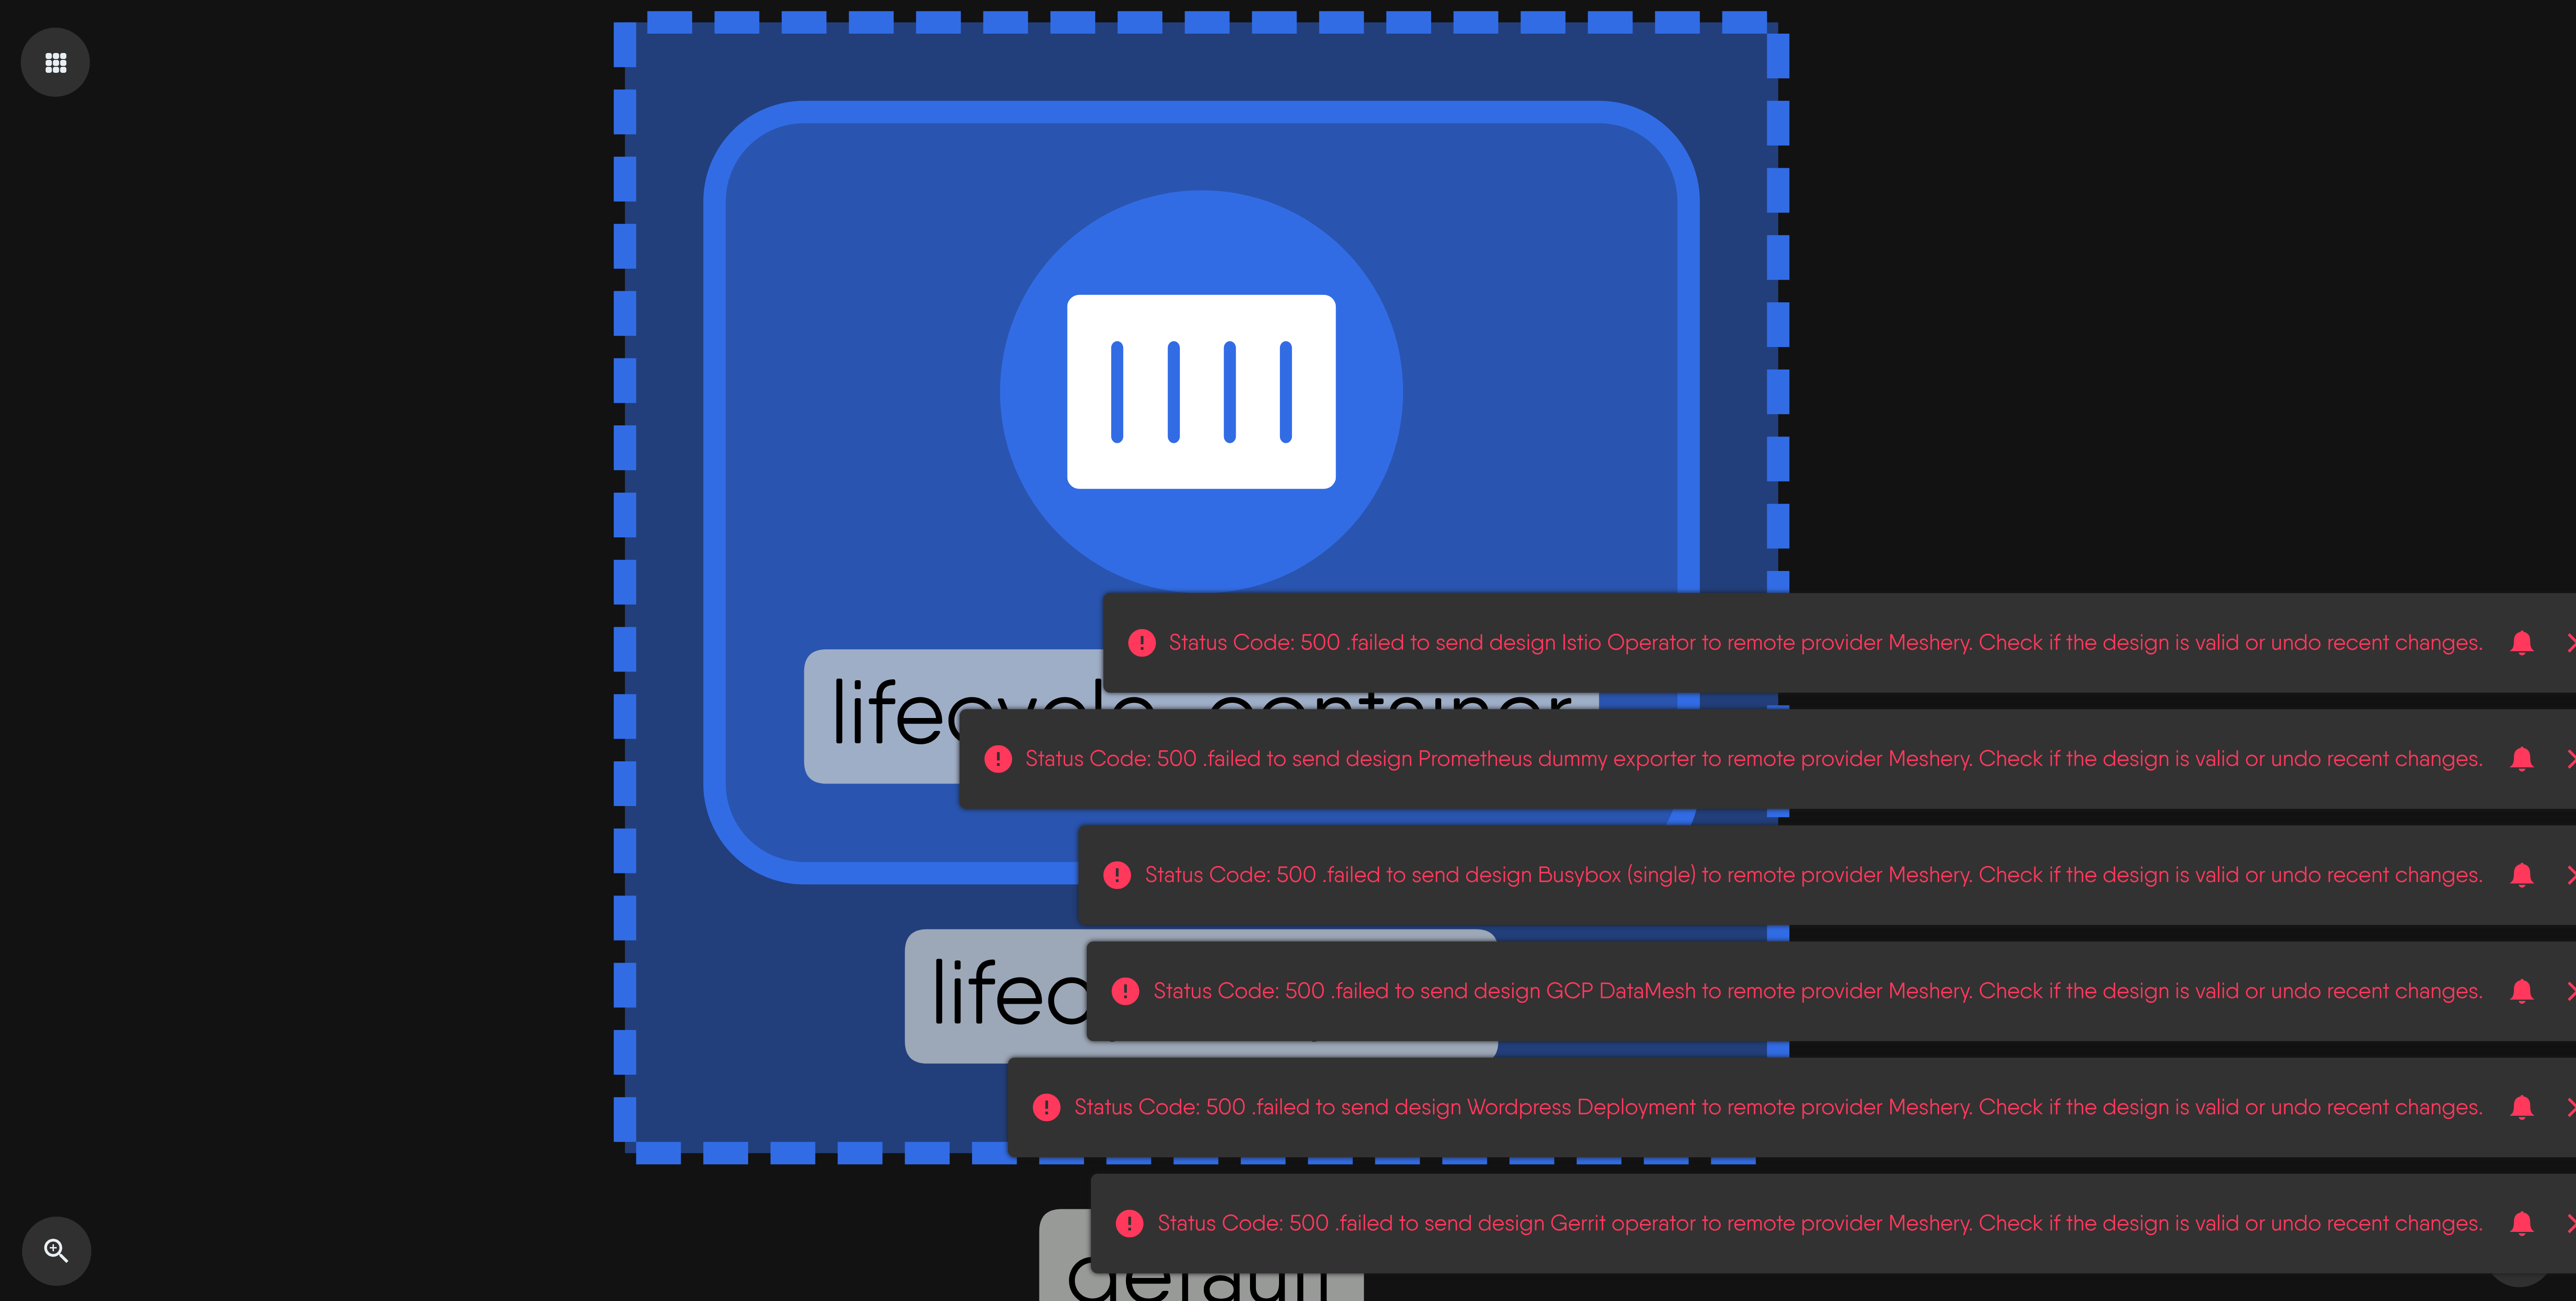 Status Code: 500 .failed to send design Istio Operator to remote provider Meshery. Check if the design is valid or undo recent changes.
lifecycle-container
Status Code: 500 .failed to send design Prometheus dummy exporter to remote provider Meshery. Check if the design is valid or undo recent changes.
Status Code: 500 .failed to send design Busybox (single) to remote provider Meshery. Check if the design is valid or undo recent changes.
Status Code: 500 .failed to send design GCP DataMesh to remote provider Meshery. Check if the design is valid or undo recent changes.
Status Code: 500 .failed to send design Wordpress Deployment to remote provider Meshery. Check if the design is valid or undo recent changes.
Status Code: 500 .failed to send design Gerrit operator to remote provider Meshery. Check if the design is valid or undo recent changes.
default